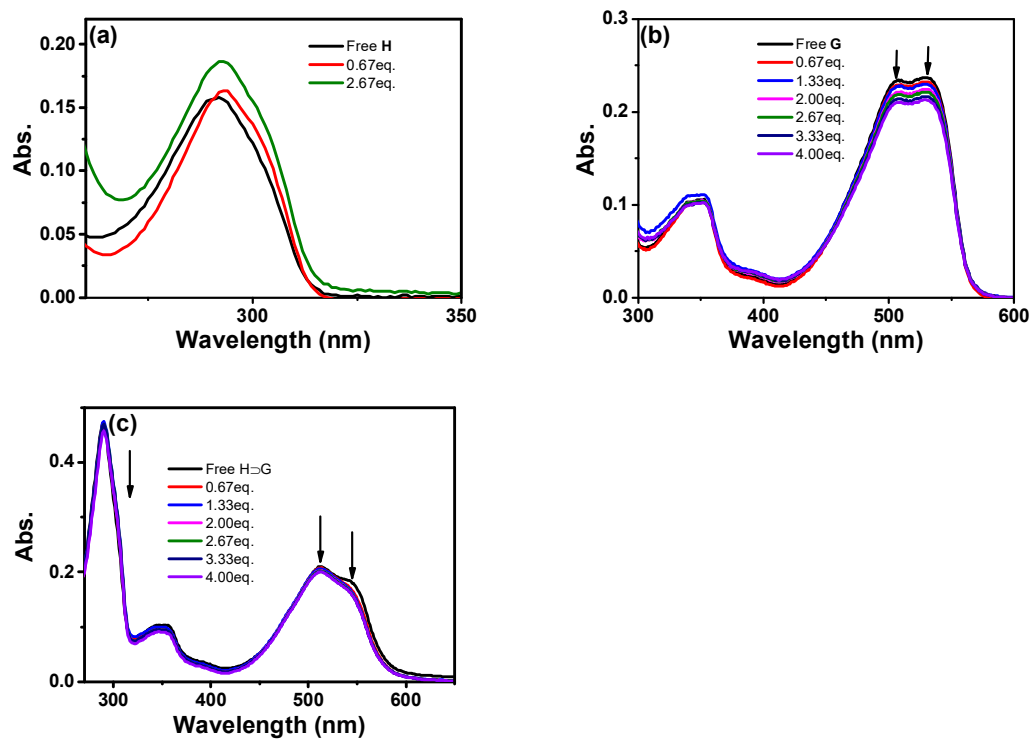 (a)
Free H
0.67eq.
2.67eq.
0.20
0.15
0.10
0.05
0.00
Abs.
300
350
Wavelength (nm)
(b)
Free G
0.67eq.
1.33eq.
2.00eq.
2.67eq.
3.33eq.
4.00eq.
0.3
0.2
0.1
0.0
Abs.
300 400 500 600
Wavelength (nm)
(c)
Free H⊃G
0.67eq.
1.33eq.
2.00eq.
2.67eq.
3.33eq.
4.00eq.
0.4
0.2
0.0
Abs.
300 400 500 600
Wavelength (nm)